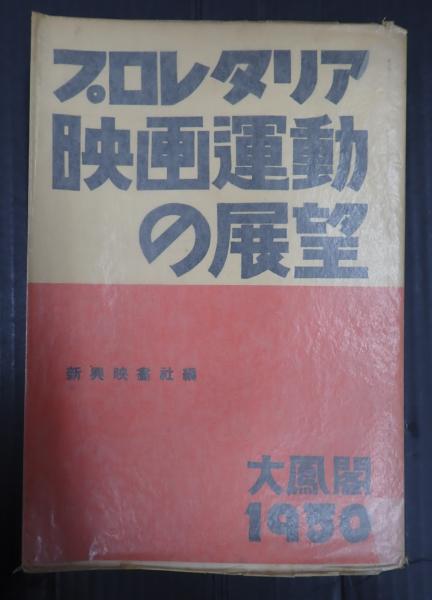 プロレタリア
映画運動
の展望
新興映畫社編
大鳳閣
1930